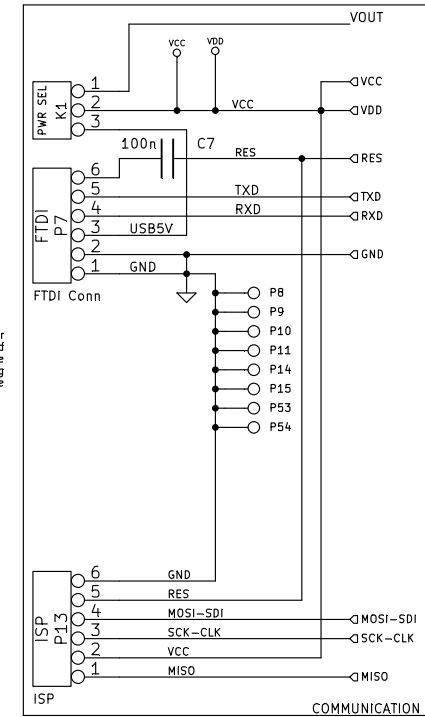 VOUT
VCC VDD
PWR SEL
K1
1
2
3
VCC
VCC
VDD
100n C7
RES
RES
FTDI
P7
6
5
4
3
2
1
TXD
TXD
RXD
RXD
USB5V
GND
GND
FTDI Conn
P8
P9
P10
P11
P14
P15
P53
P54
ISP
P13
6
5
4
3
2
1
GND
RES
MOSI-SDI
MOSI-SDI
SCK-CLK
SCK-CLK
VCC
MISO
MISO
ISP
COMMUNICATION